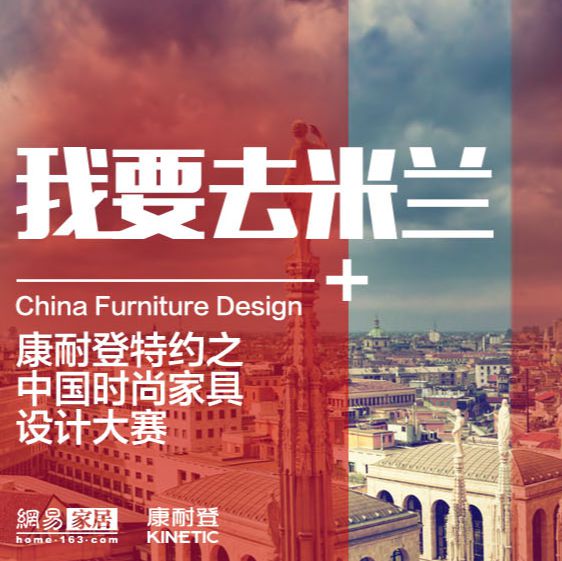 我要去米兰
+
China Furniture Design
康耐登特约之
中国时尚家具
设计大赛
網易家居
home·163·com
康耐登
KINETIC